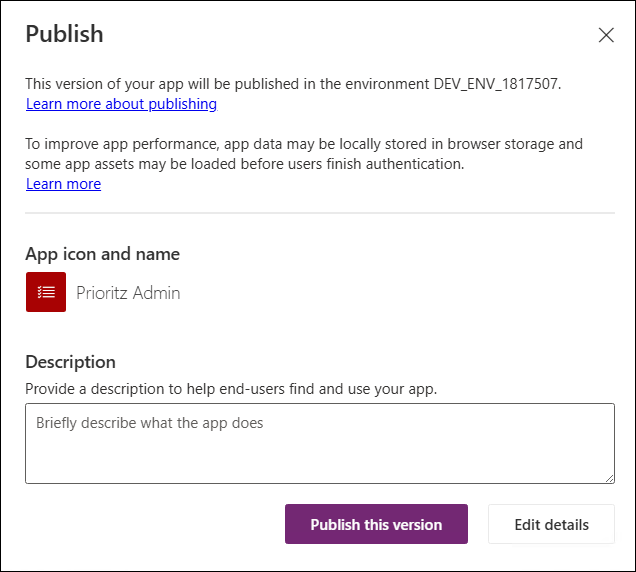 Publish
This version of your app will be published in the environment DEV_ENV_1817507.
Learn more about publishing
To improve app performance, app data may be locally stored in browser storage and
some app assets may be loaded before users finish authentication.
Learn more
App icon and name
Prioritz Admin
Description
Provide a description to help end-users find and use your app.
Briefly describe what the app does
Publish this version
Edit details